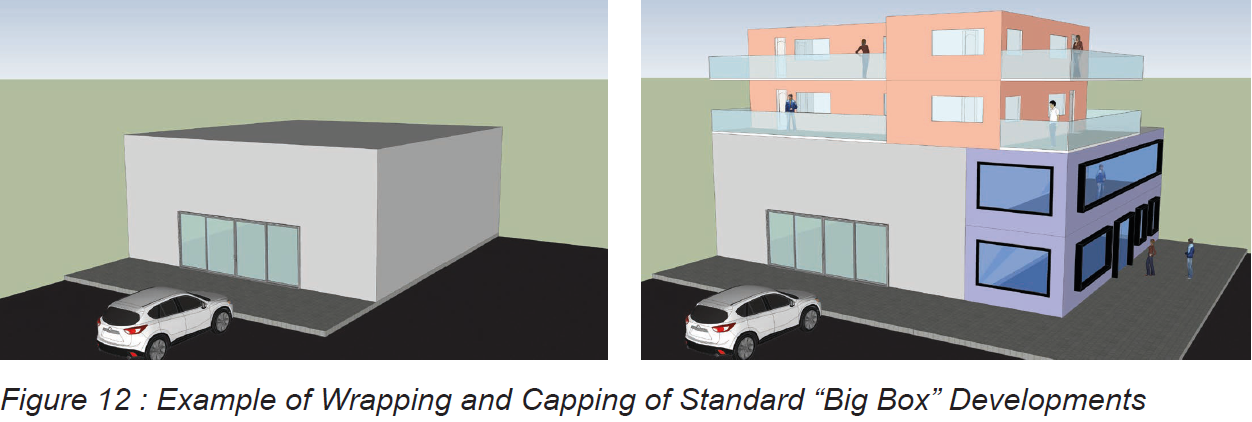 Figure 12 : Example of Wrapping and Capping of Standard “Big Box” Developments